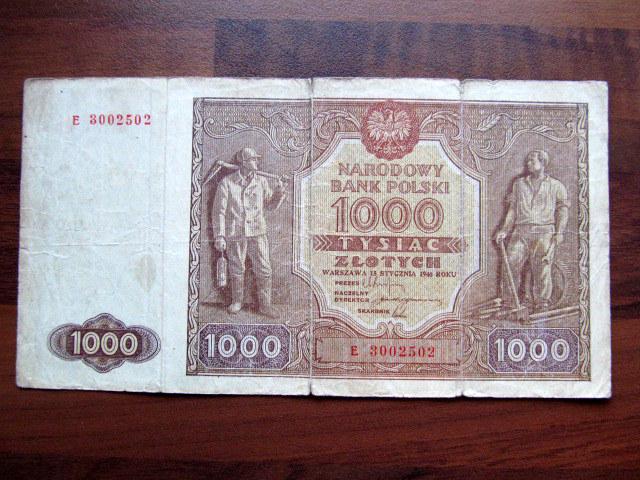 E 3002502
NARODOWY
BANK POLSKI
1000
TYSIĄC
ZŁOTYCH
WARSZAWA 15 STYCZNIA 1946 ROKU
PREZES
NACZELNY
DYREKTOR
SKARBNIK
1000
1000
E 3002502
1000